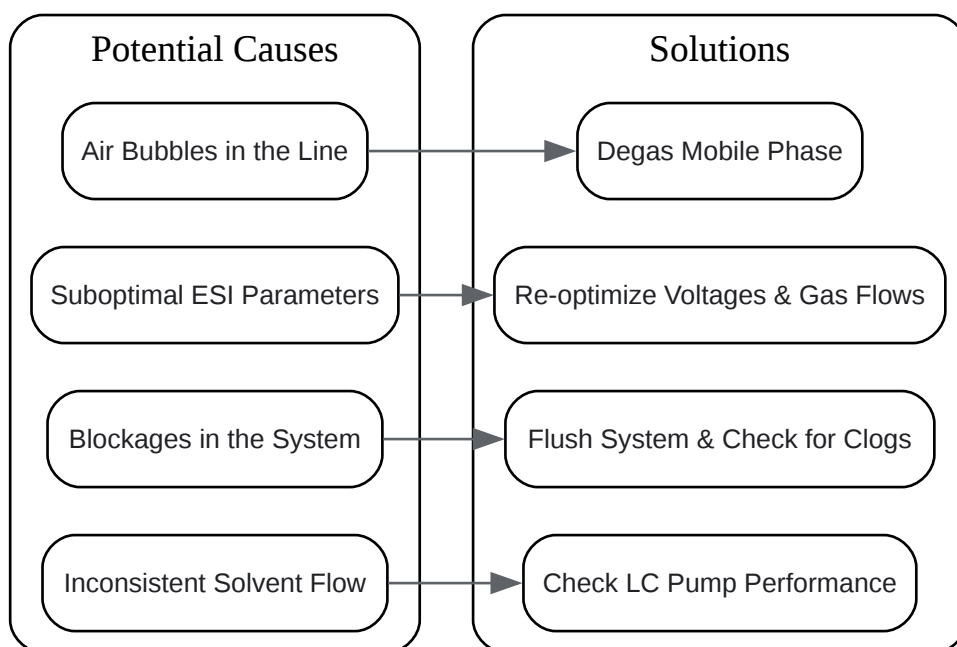 Potential Causes
Solutions
Air Bubbles in the Line
Degas Mobile Phase
Suboptimal ESI Parameters
Re-optimize Voltages & Gas Flows
Blockages in the System
Flush System & Check for Clogs
Inconsistent Solvent Flow
Check LC Pump Performance